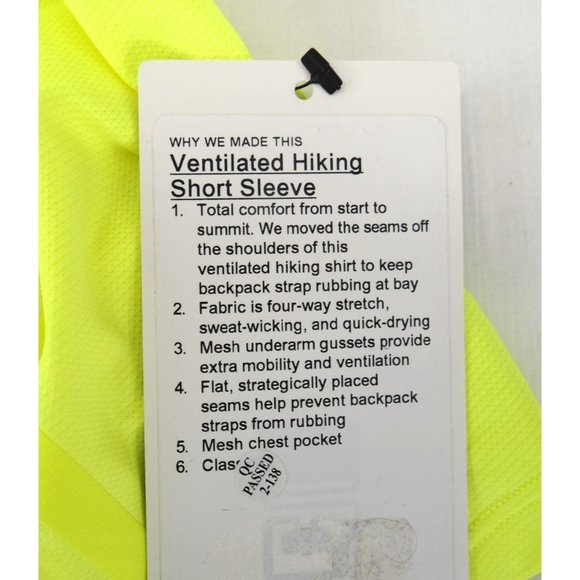 WHY WE MADE THIS
Ventilated Hiking
Short Sleeve
1. Total comfort from start to
summit. We moved the seams off
the shoulders of this
ventilated hiking shirt to keep
backpack strap rubbing at bay
2. Fabric is four-way stretch,
sweat-wicking, and quick-drying
3. Mesh underarm gussets provide
extra mobility and ventilation
4. Flat, strategically placed
seams help prevent backpack
straps from rubbing
5. Mesh chest pocket
6.
QC
PASSED
2-138